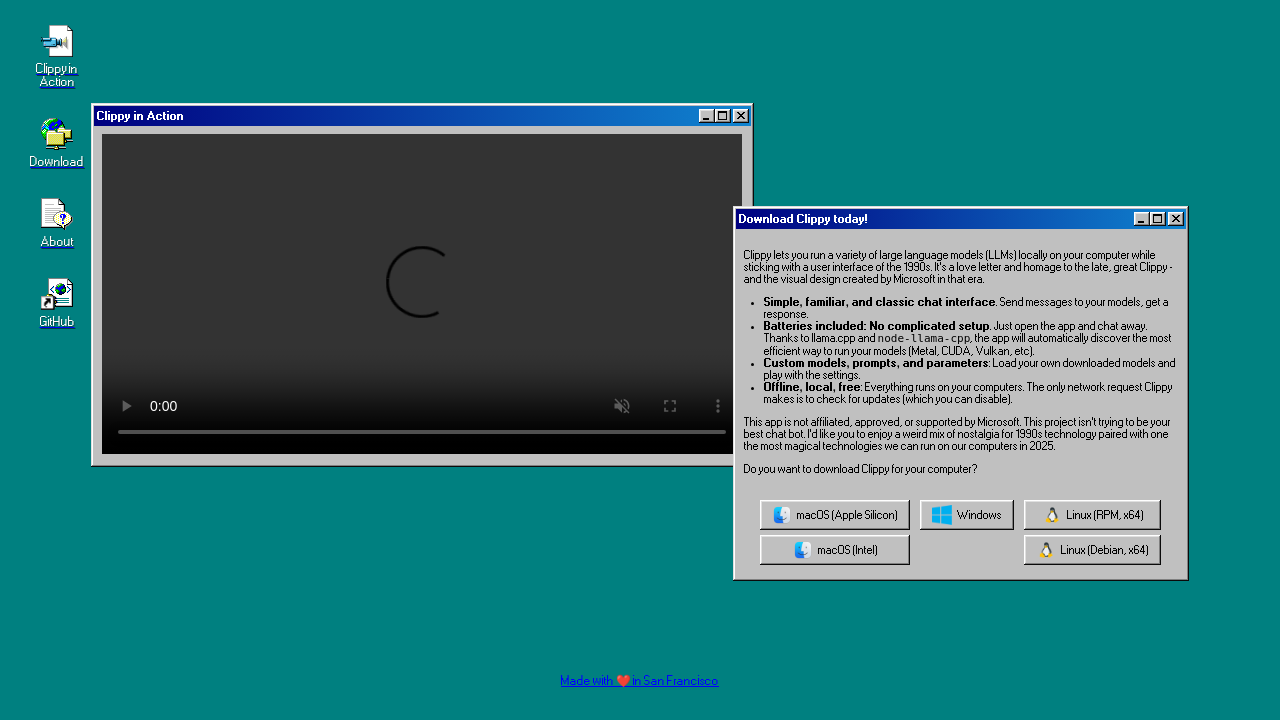 Clippy in
Action
Download
About
GitHub
Clippy in Action
0:00
Download Clippy today!
Clippy lets you run a variety of large language models (LLMs) locally on your computer while
sticking with a user interface of the 1990s. It's a love letter and homage to the late, great Clippy -
and the visual design created by Microsoft in that era.
• Simple, familiar, and classic chat interface. Send messages to your models, get a
response.
• Batteries included: No complicated setup. Just open the app and chat away.
Thanks to llama.cpp and node-llama-cpp, the app will automatically discover the most
efficient way to run your models (Metal, CUDA, Vulkan, etc).
• Custom models, prompts, and parameters: Load your own downloaded models and
play with the settings.
• Offline, local, free: Everything runs on your computers. The only network request Clippy
makes is to check for updates (which you can disable).
This app is not affiliated, approved, or supported by Microsoft. This project isn't trying to be your
best chat bot. I'd like you to enjoy a weird mix of nostalgia for 1990s technology paired with one
the most magical technologies we can run on our computers in 2025.
Do you want to download Clippy for your computer?
macOS (Apple Silicon)
Windows
Linux (RPM, x64)
macOS (Intel)
Linux (Debian, x64)
Made with ❤️ in San Francisco